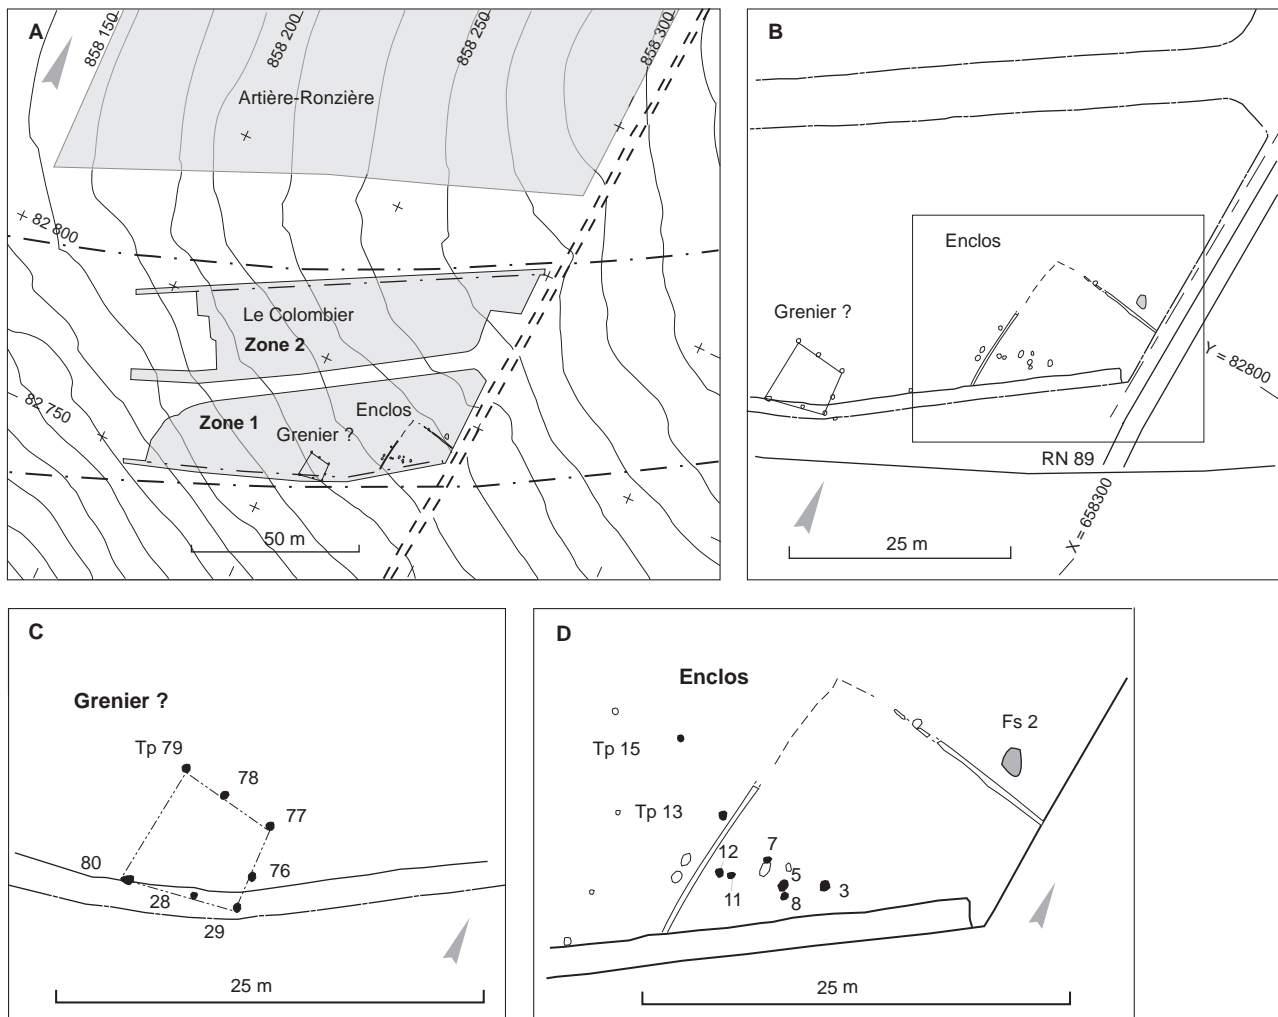 A
858 150
858 200
858 250
858 300
Artière-Ronzière
82 800
Le Colombier
Zone 2
82 750
Zone 1
Enclos
Grenier ?
50 m
B
Enclos
Grenier ?
Y = 82800
RN 89
X = 658300
25 m
C
Grenier ?
Tp 79
78
77
80
76
28
29
25 m
D
Enclos
Fs 2
Tp 15
Tp 13
12
7
5
3
11
8
25 m